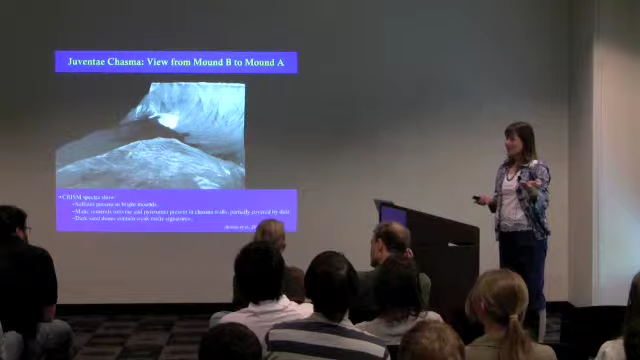 Juventae Chasma: View from Mound B to Mound A
• CRISM spectra show:
- Sulfates present in bright mounds.
- Mafic minerals (olivine and pyroxene) present in chasma walls, partially covered by dust
- Dark sand dunes contain weak mafic signatures.